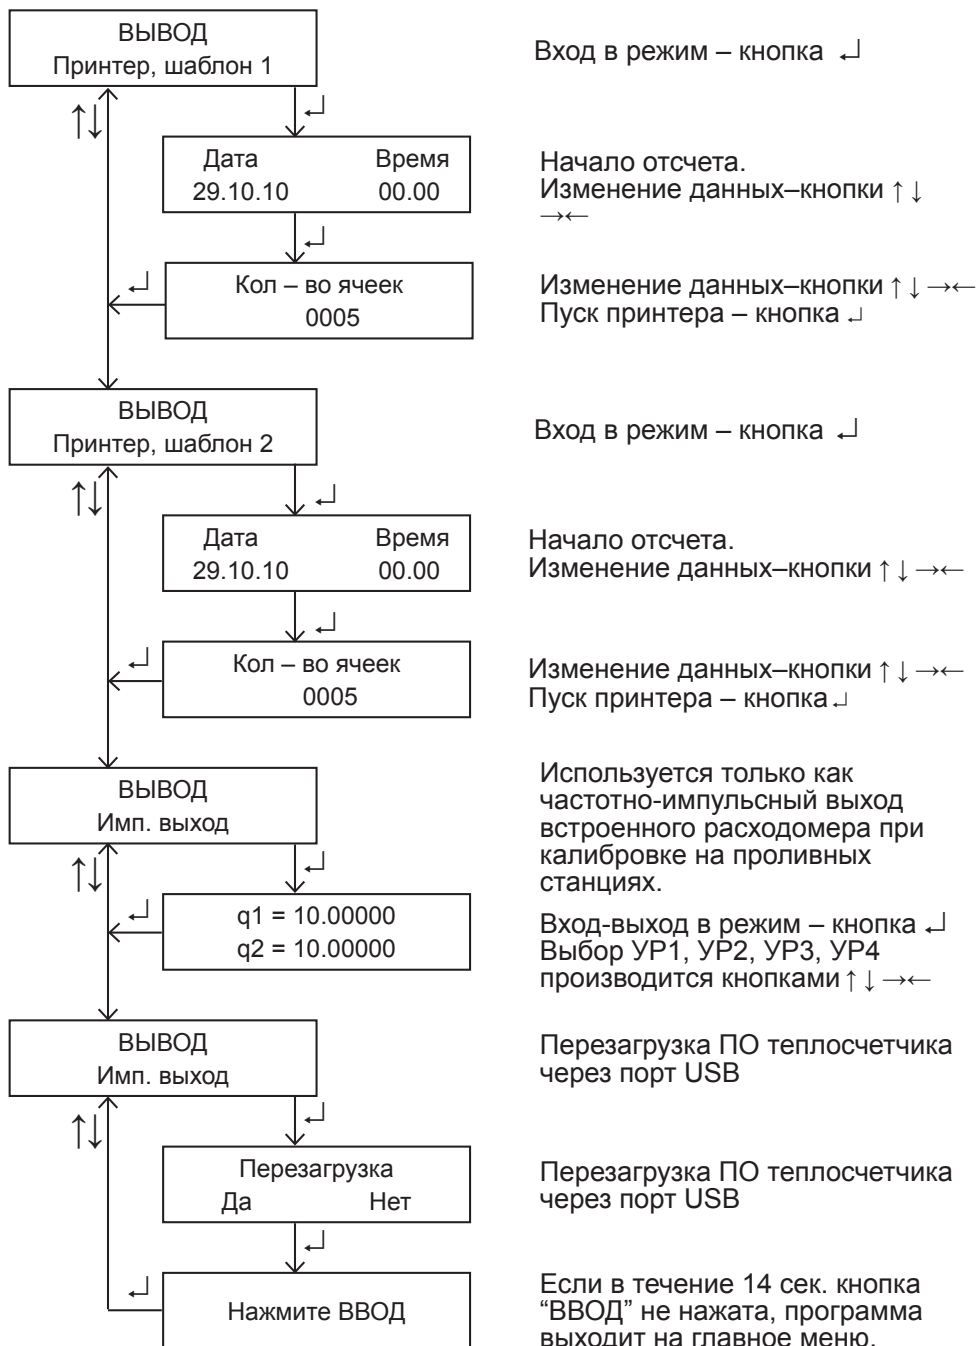 ВЫВОД
Принтер, шаблон 1
Вход в режим – кнопка ↵
↑↓
↵
Дата Время
29.10.10 00.00
Начало отсчета.
Изменение данных–кнопки ↑ ↓
→←
↵
↵
Кол – во ячеек
0005
Изменение данных–кнопки ↑ ↓ →←
Пуск принтера – кнопка ↵
ВЫВОД
Принтер, шаблон 2
Вход в режим – кнопка ↵
↑↓
↵
Дата Время
29.10.10 00.00
Начало отсчета.
Изменение данных–кнопки ↑ ↓ →←
↵
↵
Кол – во ячеек
0005
Изменение данных–кнопки ↑ ↓ →←
Пуск принтера – кнопка ↵
ВЫВОД
Имп. выход
Используется только как
частотно-импульсный выход
встроенного расходомера при
калибровке на проливных
станциях.
↑↓
↵
↵
q1 = 10.00000
q2 = 10.00000
Вход-выход в режим – кнопка ↵
Выбор УР1, УР2, УР3, УР4
производится кнопками ↑ ↓ →←
ВЫВОД
Имп. выход
Перезагрузка ПО теплосчетчика
через порт USB
↑↓
↵
Перезагрузка
Да Нет
Перезагрузка ПО теплосчетчика
через порт USB
↵
↵
Нажмите ВВОД
Если в течение 14 сек. кнопка
“ВВОД” не нажата, программа
выходит на главное меню.